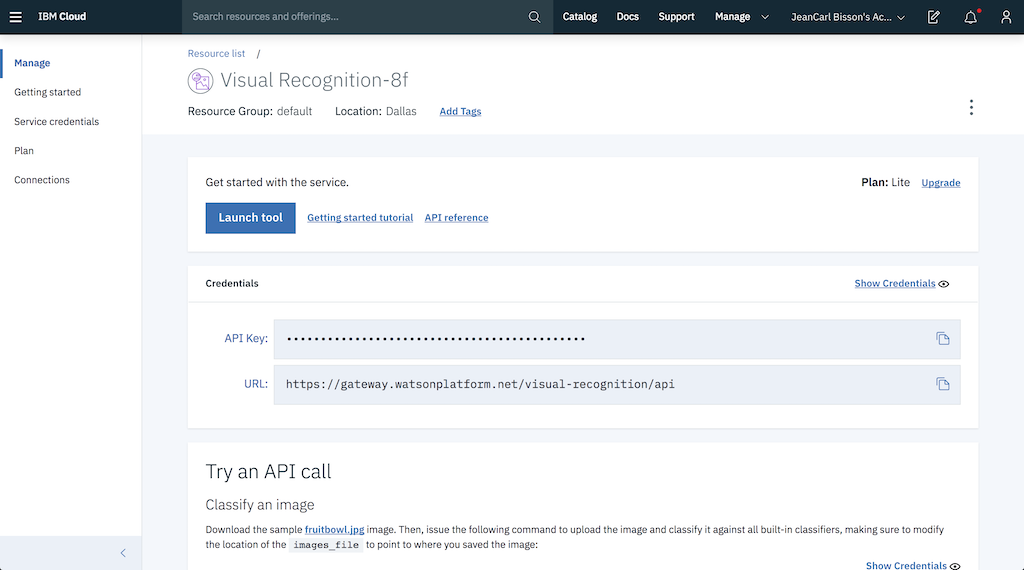 IBM Cloud
Search resources and offerings...
Catalog Docs Support Manage JeanCarl Bisson's Ac...
Manage
Getting started
Service credentials
Plan
Connections
Resource list /
Visual Recognition-8f
Resource Group: default Location: Dallas Add Tags
Get started with the service.
Plan: Lite Upgrade
Launch tool Getting started tutorial API reference
Credentials Show Credentials
API Key: ••••••••••••••••••••••••••••••••••••••••••••
URL: https://gateway.watsonplatform.net/visual-recognition/api
Try an API call
Classify an image
Download the sample fruitbowl.jpg image. Then, issue the following command to upload the image and classify it against all built-in classifiers, making sure to modify
the location of the images_file to point to where you saved the image:
Show Credentials